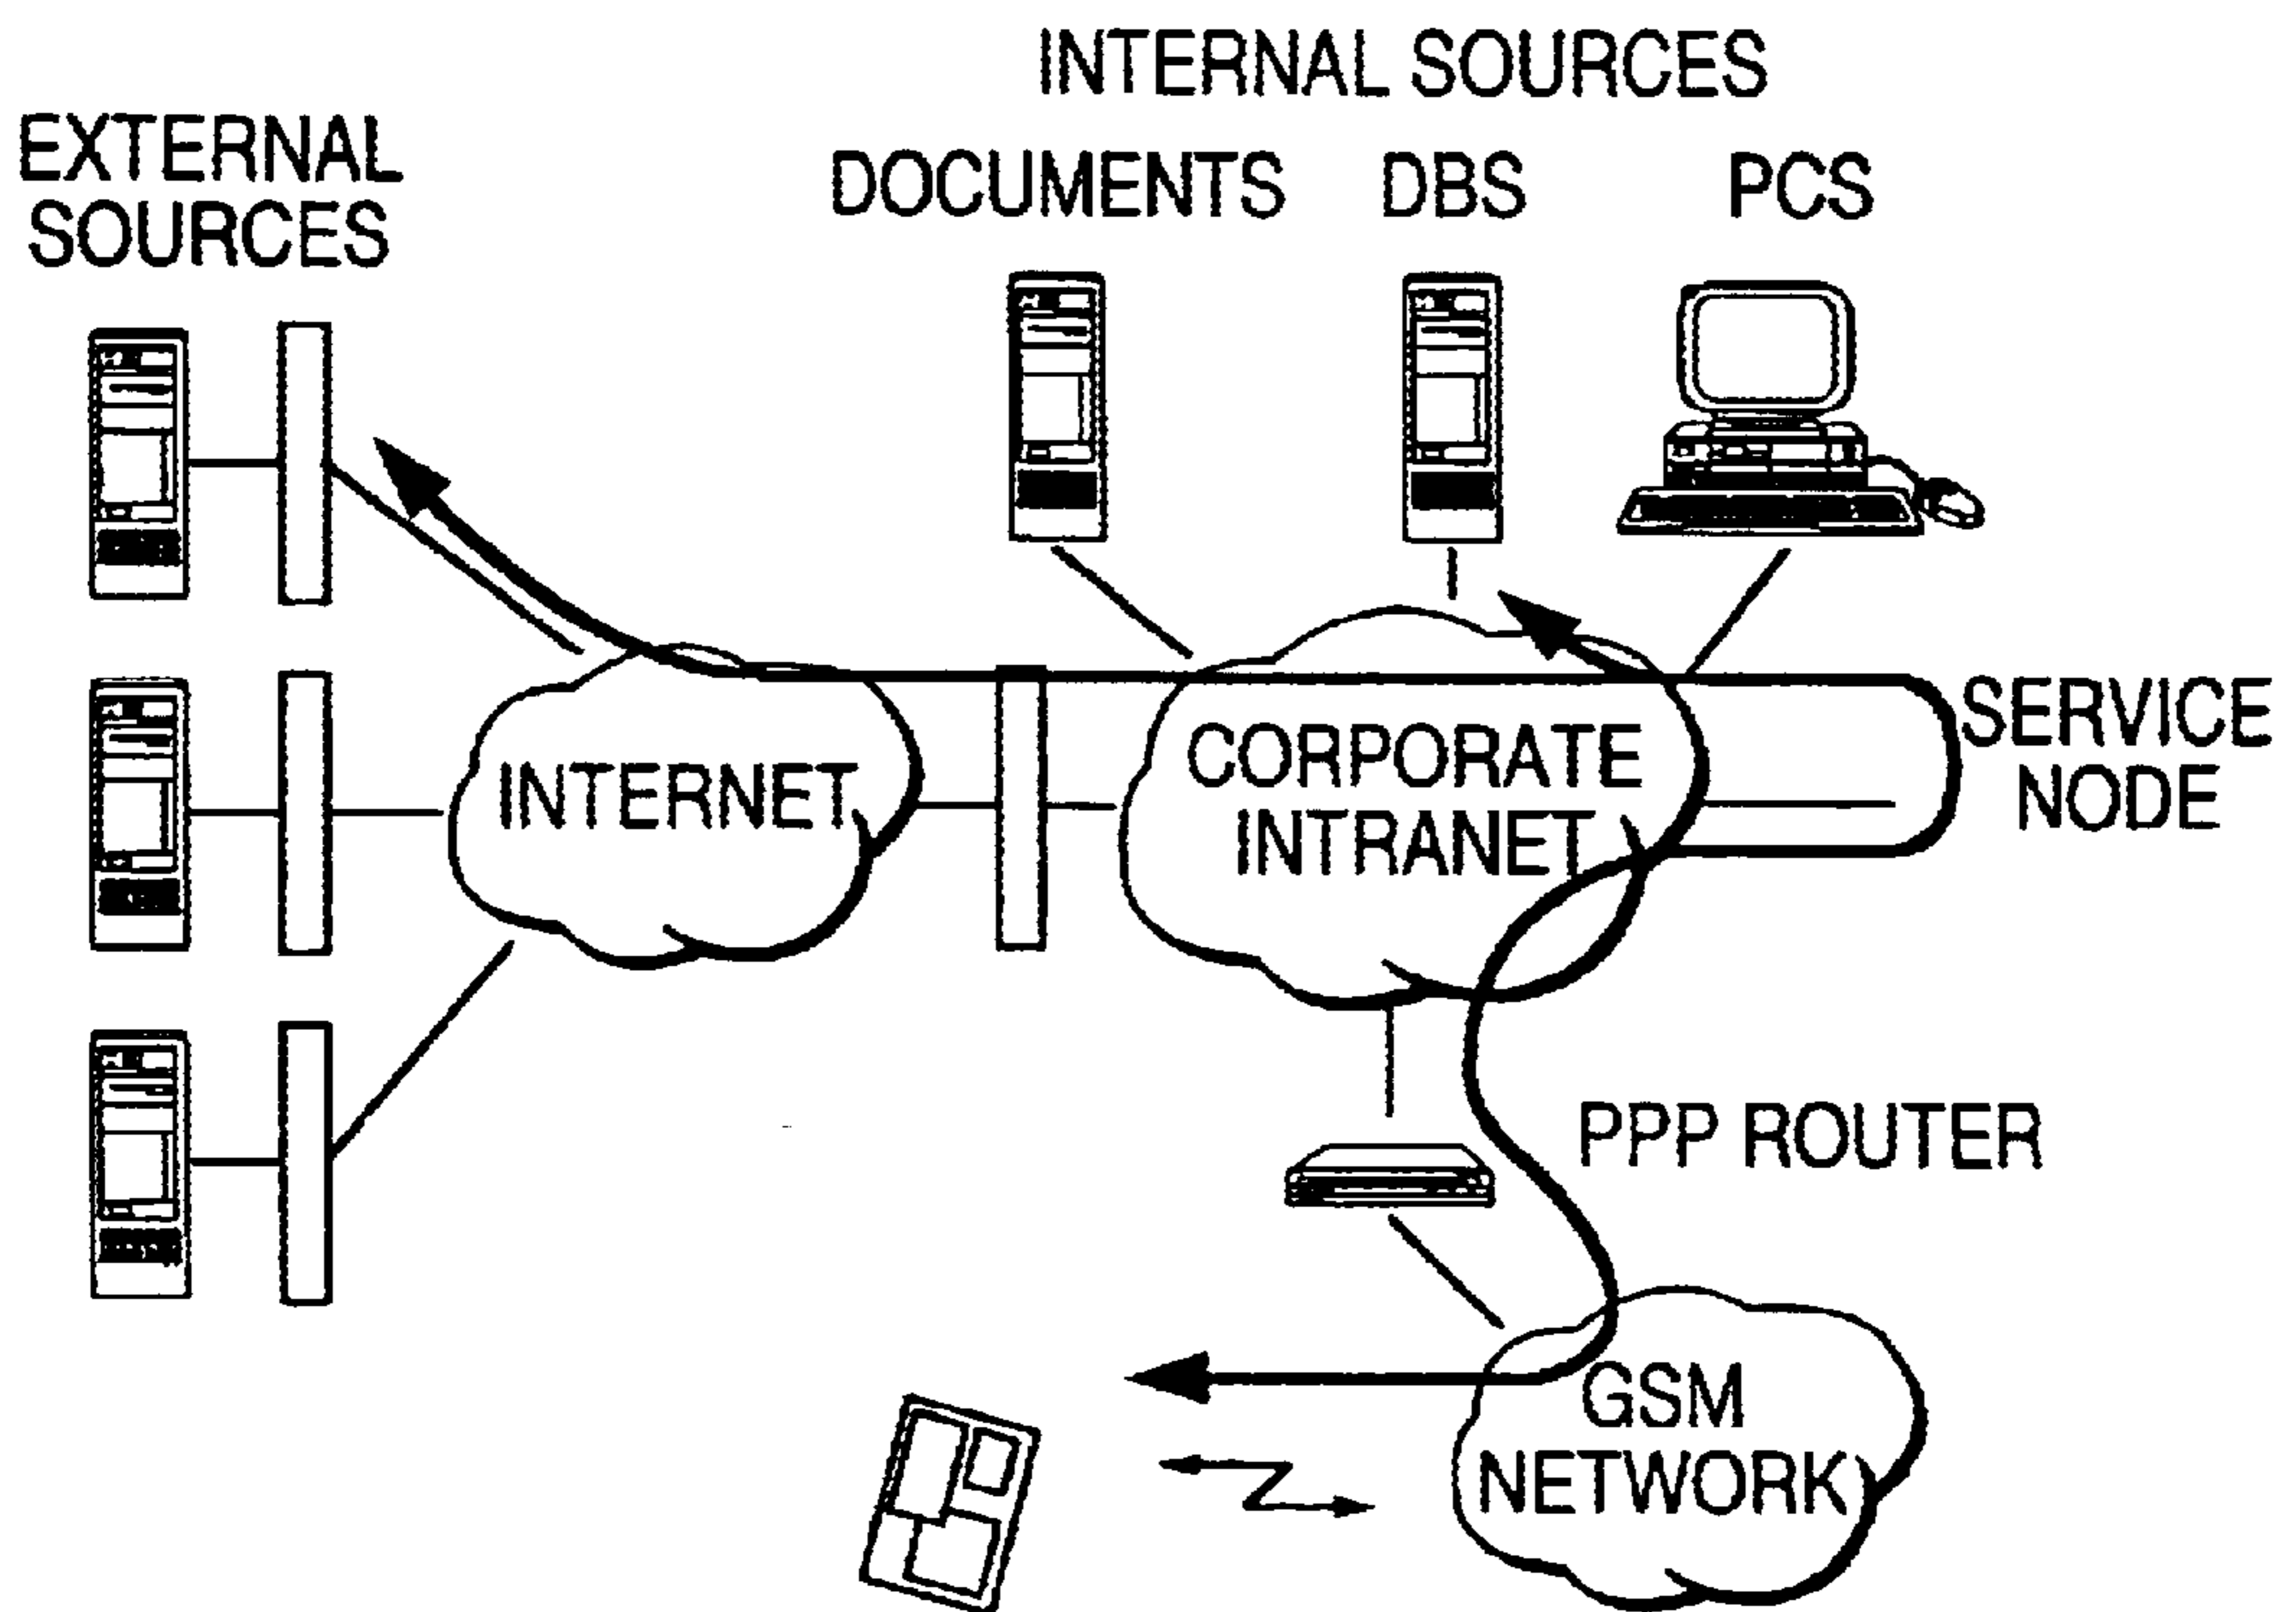 INTERNAL SOURCES
EXTERNAL
SOURCES
DOCUMENTS
DBS
PCS
INTERNET
CORPORATE
INTRANET
SERVICE
NODE
PPP ROUTER
GSM
NETWORK